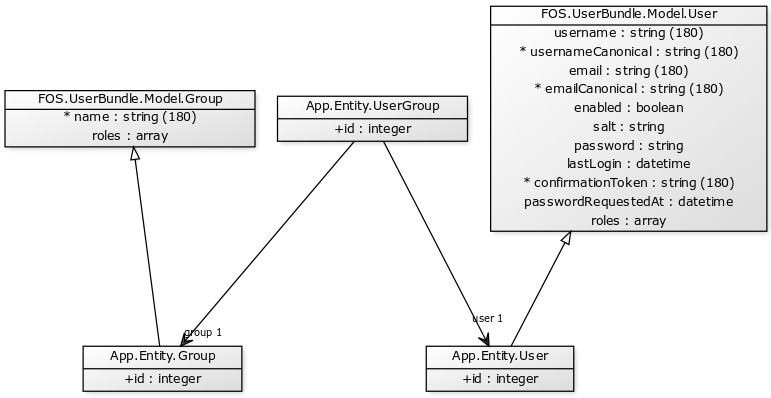 FOS.UserBundle.Model.User
username : string (180)
* usernameCanonical : string (180)
email : string (180)
* emailCanonical : string (180)
enabled : boolean
salt : string
password : string
lastLogin : datetime
* confirmationToken : string (180)
passwordRequestedAt : datetime
roles : array
FOS.UserBundle.Model.Group
* name : string (180)
roles : array
App.Entity.UserGroup
+id : integer
group 1
user 1
App.Entity.Group
+id : integer
App.Entity.User
+id : integer